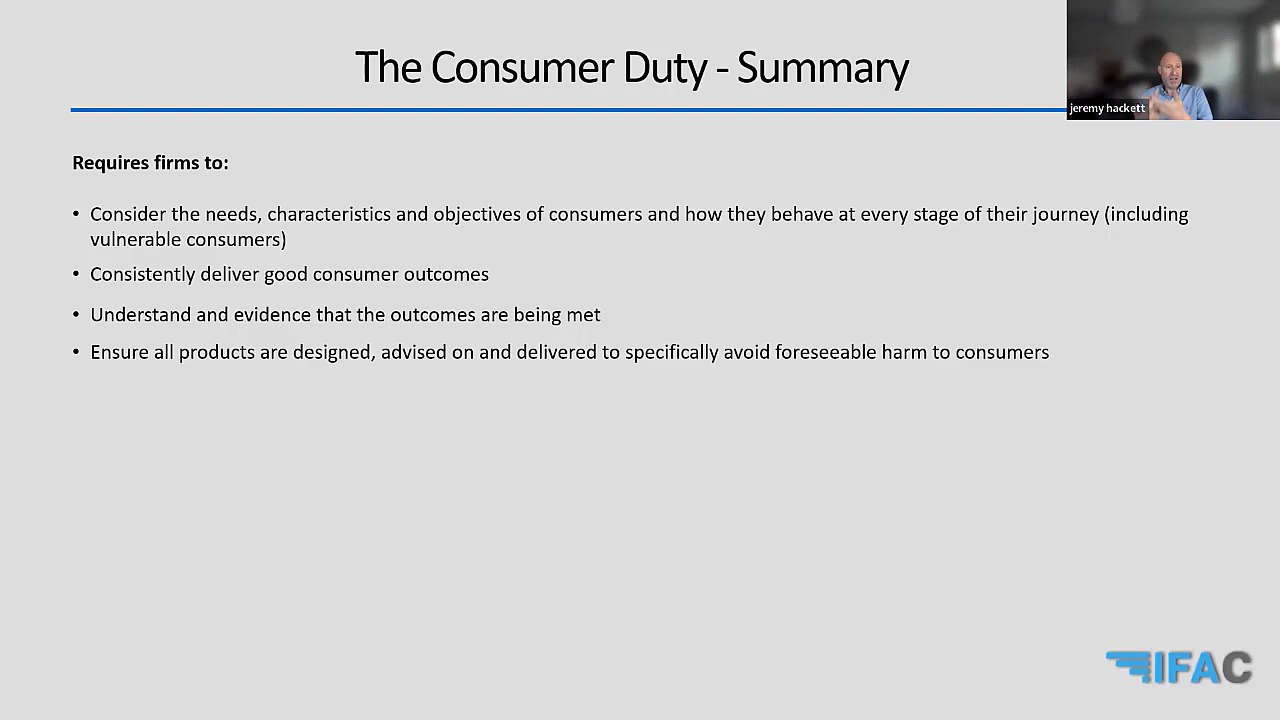 The Consumer Duty - Summary
jeremy hackett
Requires firms to:
• Consider the needs, characteristics and objectives of consumers and how they behave at every stage of their journey (including
vulnerable consumers)
• Consistently deliver good consumer outcomes
• Understand and evidence that the outcomes are being met
• Ensure all products are designed, advised on and delivered to specifically avoid foreseeable harm to consumers
IFAC